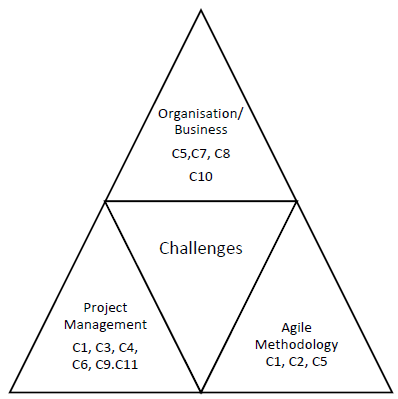 Organisation/
Business
C5,C7, C8
C10
Challenges
Project
Management
C1, C3, C4,
C6, C9.C11
Agile
Methodology
C1, C2, C5